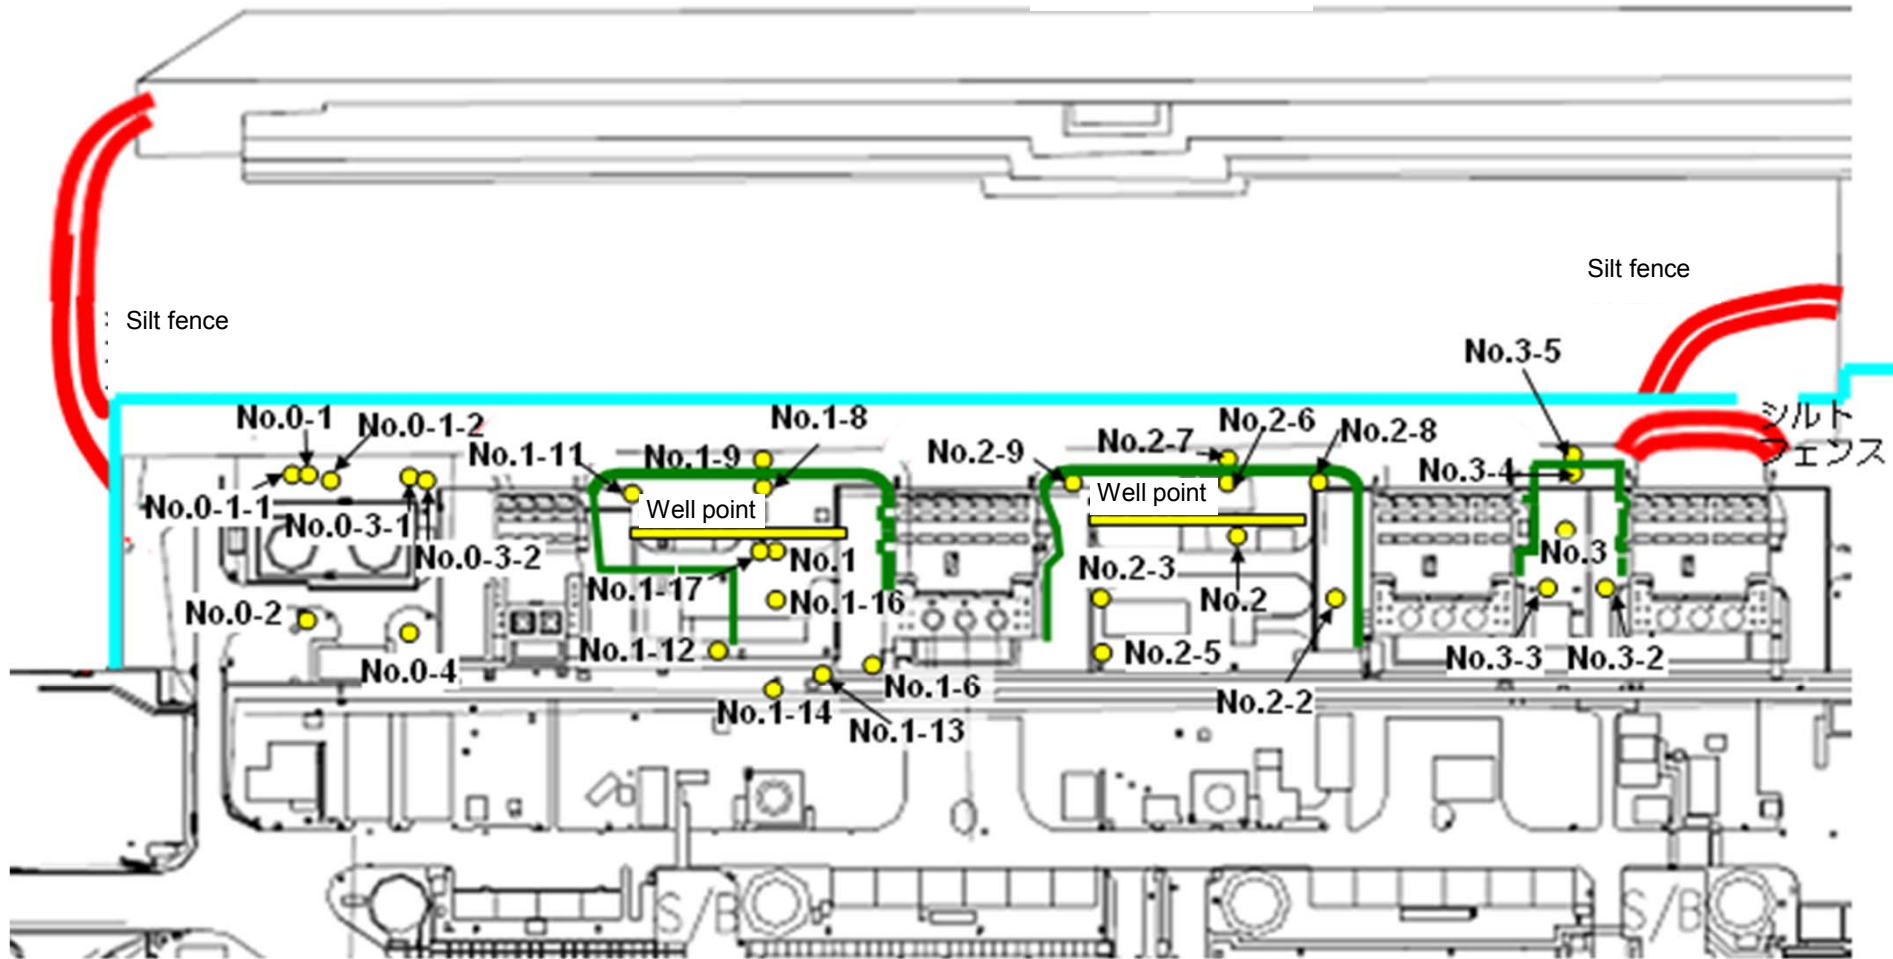 Silt fence
Silt fence
No.3-5
シルト
フェンス
No.0-1
No.0-1-2
No.1-8
No.2-6
No.2-8
No.1-11
No.1-9
No.2-9
No.2-7
No.3-4
No.0-1-1
No.0-3-1
Well point
Well point
No.0-3-2
No.1
No.3
No.1-17
No.2-3
No.0-2
No.1-16
No.2
No.1-12
No.2-5
No.3-3
No.3-2
No.0-4
No.1-6
No.2-2
No.1-14
No.1-13
S/B
S/B